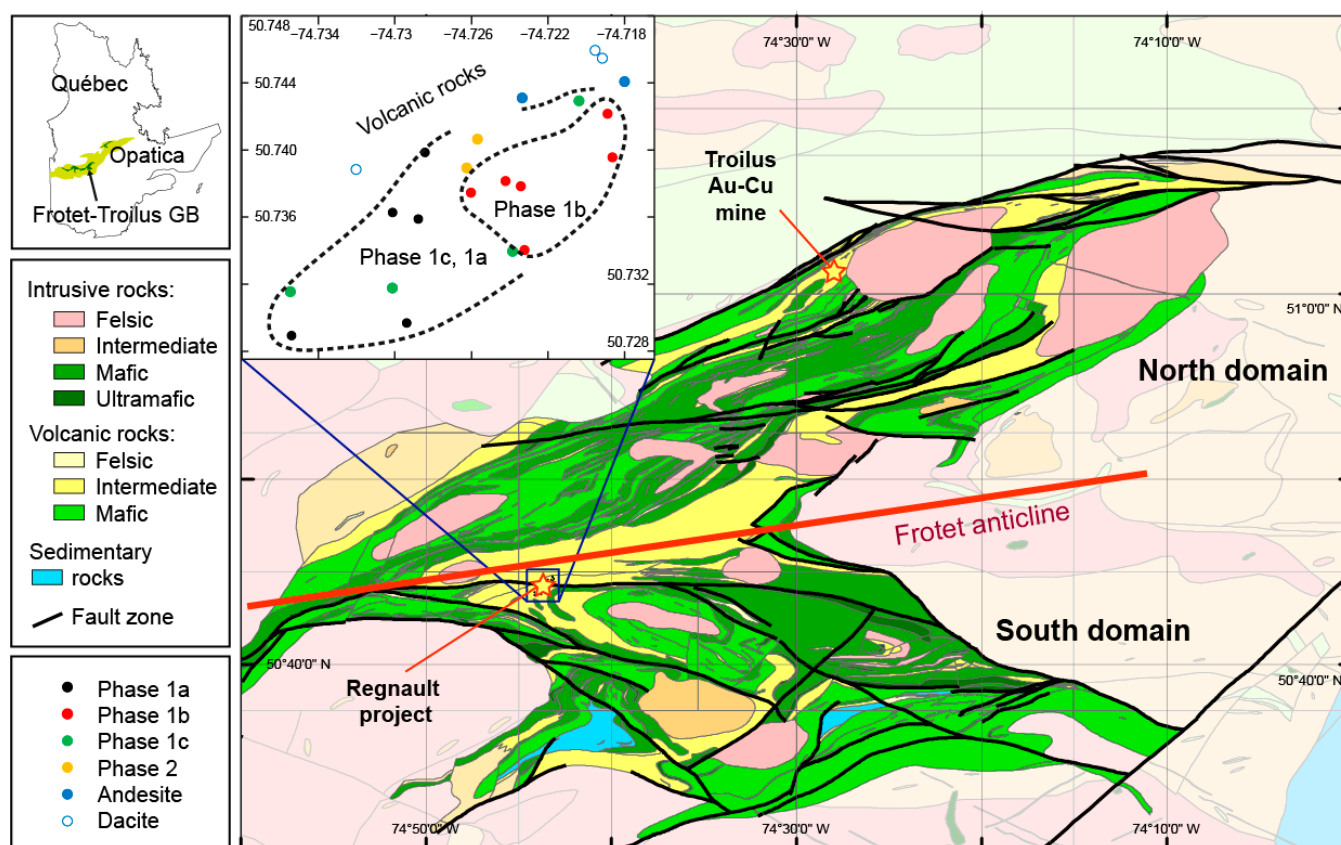 Québec
Opatica
Frotet-Troilus GB
Intrusive rocks:
Felsic
Intermediate
Mafic
Ultramafic
Volcanic rocks:
Felsic
Intermediate
Mafic
Sedimentary
rocks
Fault zone
Phase 1a
Phase 1b
Phase 1c
Phase 2
Andesite
Dacite
50.748
−74.734
−74.73
−74.726
−74.722
−74.718
50.744
50.740
50.736
50.732
50.728
Volcanic rocks
Phase 1b
Phase 1c, 1a
74°30'0" W
74°10'0" W
Troilus
Au-Cu
mine
51°0'0" N
North domain
Frotet anticline
South domain
50°40'0" N
50°40'0" N
Regnault
project
74°50'0" W
74°30'0" W
74°10'0" W